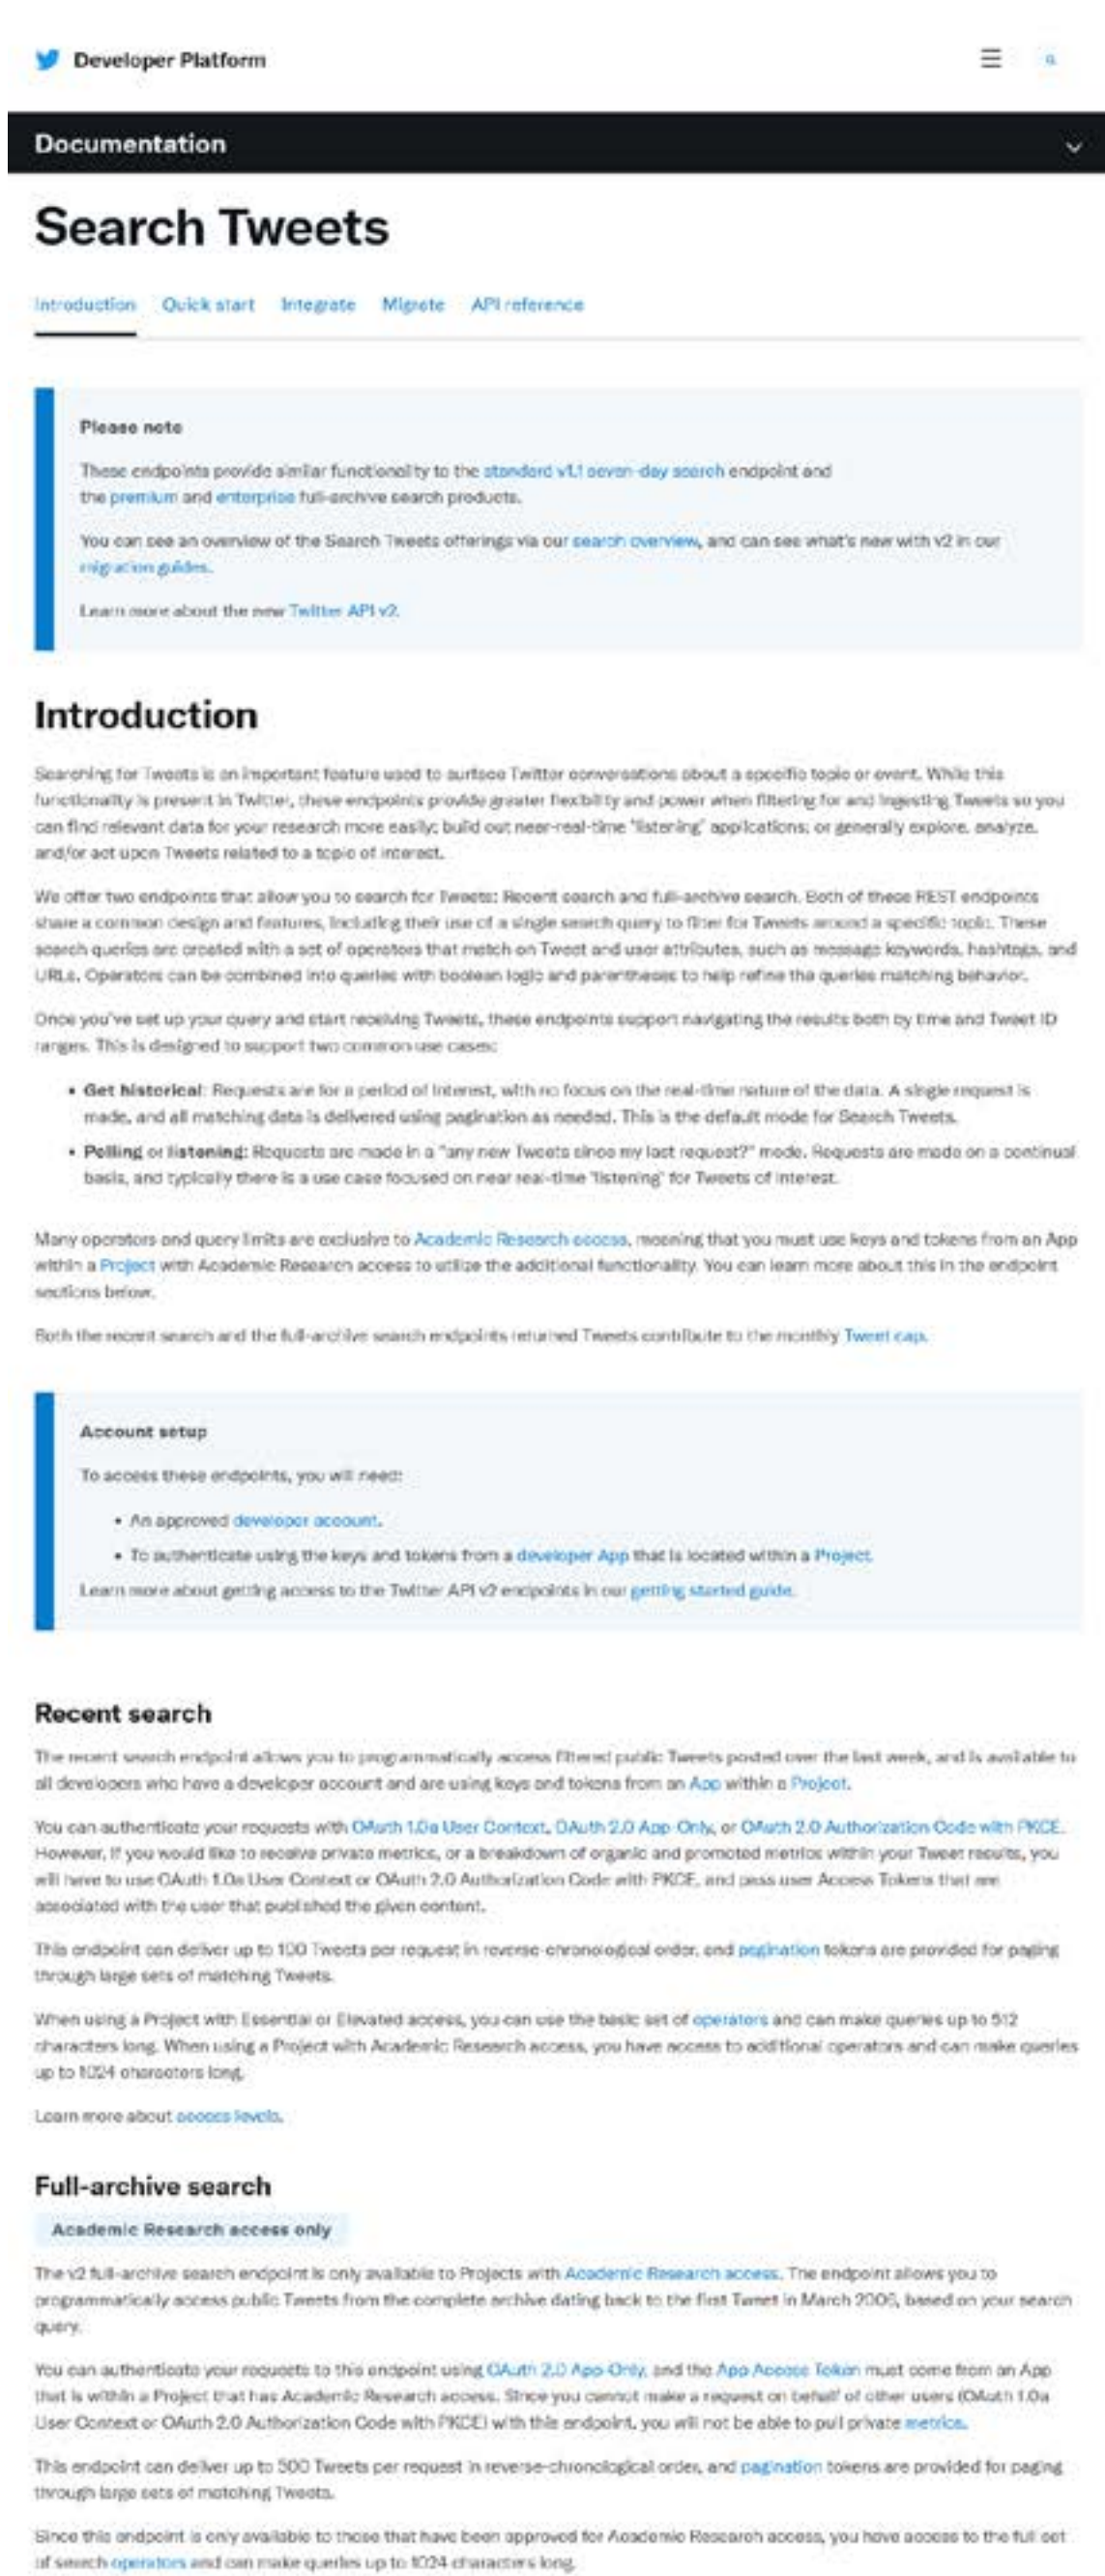 Developer Platform
Documentation
Search Tweets
Introduction Quick start Integrate Migrate API reference
Please note
These endpoints provide similar functionality to the standard v1.1 seven-day search endpoint and
the premium and enterprise full-archive search products.
You can see an overview of the Search Tweets offerings via our search overview, and can see what's new with v2 in our
migration guides.
Learn more about the new Twitter API v2.
Introduction
Searching for Tweets is an important feature used to surface Twitter conversations about a specific topic or event. While this
functionality is present in Twitter, these endpoints provide greater flexibility and power when filtering for and ingesting Tweets so you
can find relevant data for your research more easily; build out near-real-time 'listening' applications; or generally explore, analyze,
and/or act upon Tweets related to a topic of interest.
We offer two endpoints that allow you to search for Tweets: Recent search and full-archive search. Both of these REST endpoints
share a common design and features, including their use of a single search query to filter for Tweets around a specific topic. These
search queries are created with a set of operators that match on Tweet and user attributes, such as message keywords, hashtags, and
URLs. Operators can be combined into queries with boolean logic and parentheses to help refine the queries matching behavior.
Once you've set up your query and start receiving Tweets, these endpoints support navigating the results both by time and Tweet ID
ranges. This is designed to support two common use cases:
• Get historical: Requests are for a period of interest, with no focus on the real-time nature of the data. A single request is
made, and all matching data is delivered using pagination as needed. This is the default mode for Search Tweets.
• Polling or listening: Requests are made in a "any new Tweets since my last request?" mode. Requests are made on a continual
basis, and typically there is a use case focused on near real-time 'listening' for Tweets of interest.
Many operators and query limits are exclusive to Academic Research access, meaning that you must use keys and tokens from an App
within a Project with Academic Research access to utilize the additional functionality. You can learn more about this in the endpoint
sections below.
Both the recent search and the full-archive search endpoints returned Tweets contribute to the monthly Tweet cap.
Account setup
To access these endpoints, you will need:
• An approved developer account.
• To authenticate using the keys and tokens from a developer App that is located within a Project.
Learn more about getting access to the Twitter API v2 endpoints in our getting started guide.
Recent search
The recent search endpoint allows you to programmatically access filtered public Tweets posted over the last week, and is available to
all developers who have a developer account and are using keys and tokens from an App within a Project.
You can authenticate your requests with OAuth 1.0a User Context, OAuth 2.0 App-Only, or OAuth 2.0 Authorization Code with PKCE.
However, if you would like to receive private metrics, or a breakdown of organic and promoted metrics within your Tweet results, you
will have to use OAuth 1.0a User Context or OAuth 2.0 Authorization Code with PKCE, and pass user Access Tokens that are
associated with the user that published the given content.
This endpoint can deliver up to 100 Tweets per request in reverse-chronological order, and pagination tokens are provided for paging
through large sets of matching Tweets.
When using a Project with Essential or Elevated access, you can use the basic set of operators and can make queries up to 512
characters long. When using a Project with Academic Research access, you have access to additional operators and can make queries
up to 1024 characters long.
Learn more about access levels.
Full-archive search
Academic Research access only
The v2 full-archive search endpoint is only available to Projects with Academic Research access. The endpoint allows you to
programmatically access public Tweets from the complete archive dating back to the first Tweet in March 2006, based on your search
query.
You can authenticate your requests to this endpoint using OAuth 2.0 App-Only, and the App Access Token must come from an App
that is within a Project that has Academic Research access. Since you cannot make a request on behalf of other users (OAuth 1.0a
User Context or OAuth 2.0 Authorization Code with PKCE) with this endpoint, you will not be able to pull private metrics.
This endpoint can deliver up to 500 Tweets per request in reverse-chronological order, and pagination tokens are provided for paging
through large sets of matching Tweets.
Since this endpoint is only available to those that have been approved for Academic Research access, you have access to the full set
of search operators and can make queries up to 1024 characters long.